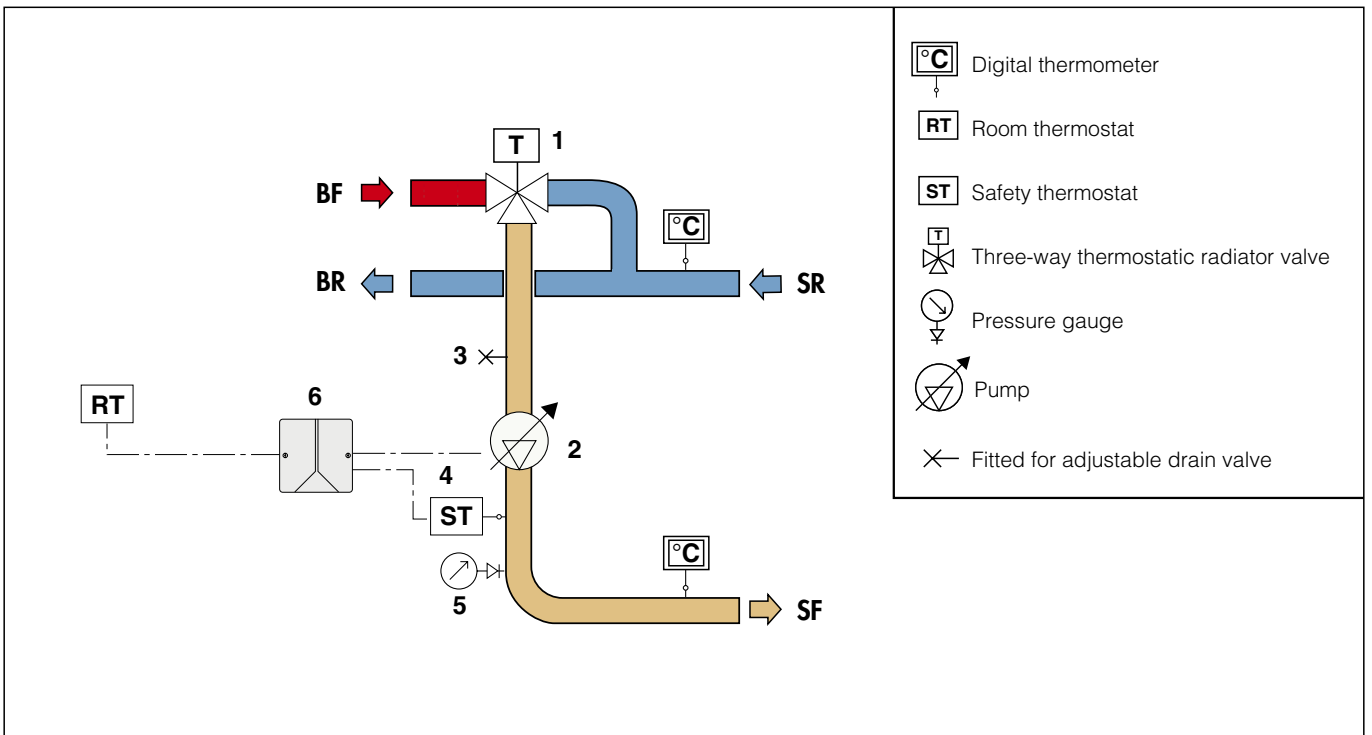 T 1
BF
°C
BR
SR
3
RT
6
2
4
ST
5
°C
SF
°C Digital thermometer
RT Room thermostat
ST Safety thermostat
T
Three-way thermostatic radiator valve
Pressure gauge
Pump
Fitted for adjustable drain valve